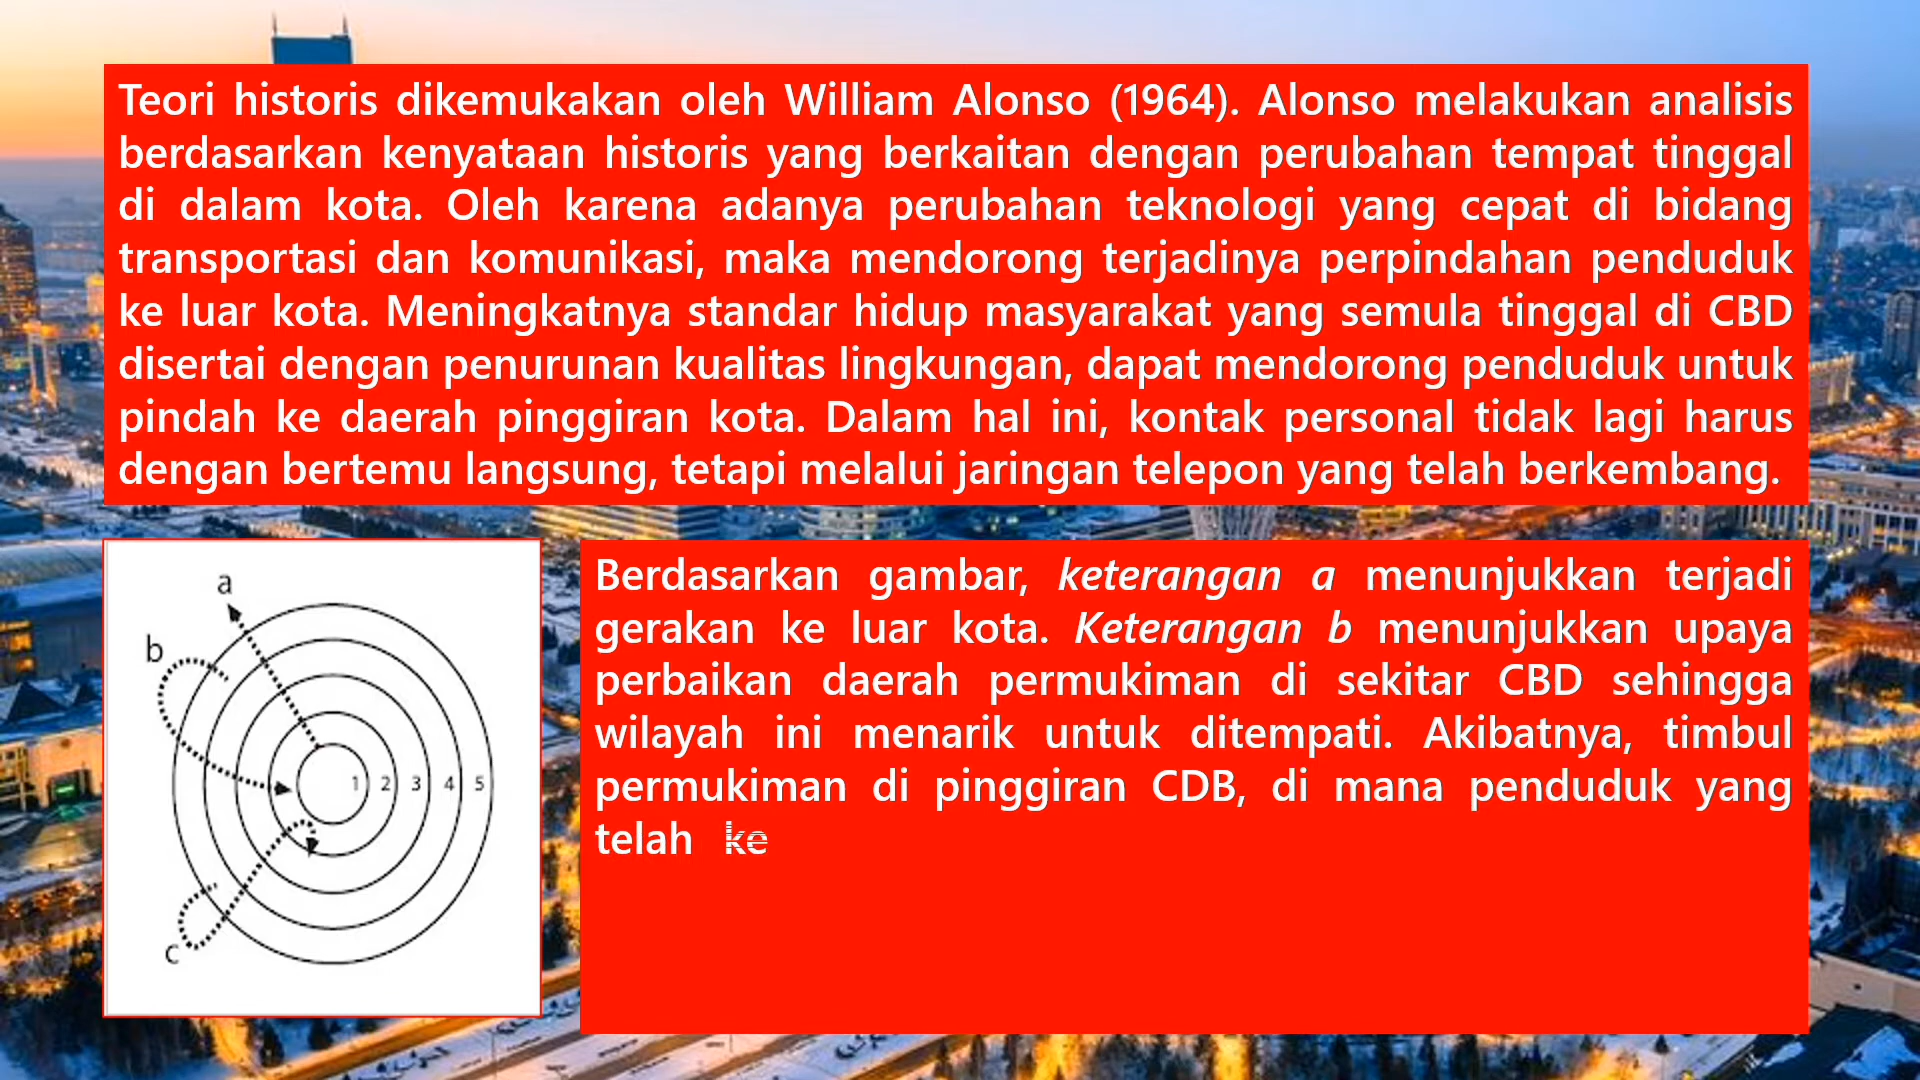 Teori historis dikemukakan oleh William Alonso (1964). Alonso melakukan analisis
berdasarkan kenyataan historis yang berkaitan dengan perubahan tempat tinggal
di dalam kota. Oleh karena adanya perubahan teknologi yang cepat di bidang
transportasi dan komunikasi, maka mendorong terjadinya perpindahan penduduk
ke luar kota. Meningkatnya standar hidup masyarakat yang semula tinggal di CBD
disertai dengan penurunan kualitas lingkungan, dapat mendorong penduduk untuk
pindah ke daerah pinggiran kota. Dalam hal ini, kontak personal tidak lagi harus
dengan bertemu langsung, tetapi melalui jaringan telepon yang telah berkembang.
a
b
1 2 3 4 5
c
Berdasarkan gambar, keterangan a menunjukkan terjadi
gerakan ke luar kota. Keterangan b menunjukkan upaya
perbaikan daerah permukiman di sekitar CBD sehingga
wilayah ini menarik untuk ditempati. Akibatnya, timbul
permukiman di pinggiran CDB, di mana penduduk yang
telah ke